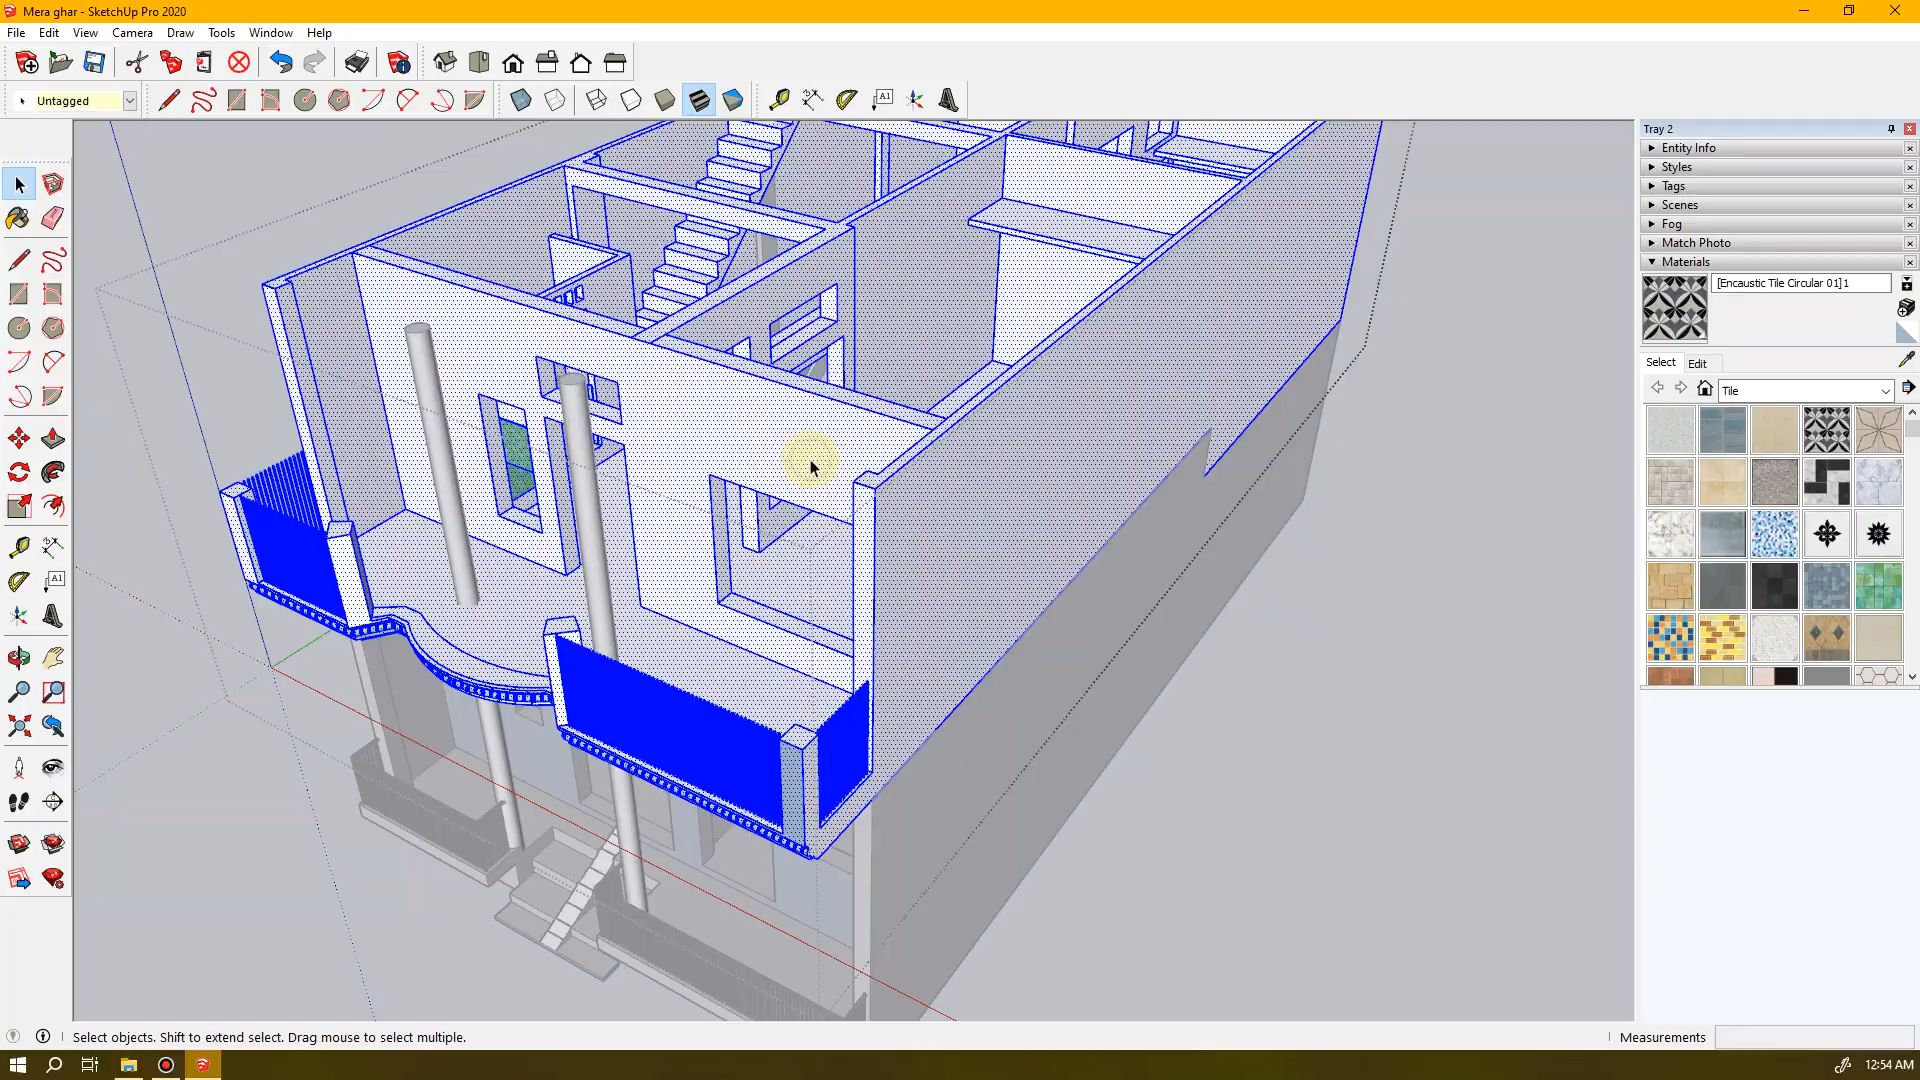 Mera ghar - SketchUp Pro 2020
File Edit View Camera Draw Tools Window Help
Untagged
A1
Tray 2
Entity Info
Styles
Tags
Scenes
Fog
Match Photo
Materials
[Encaustic Tile Circular 01]1
Select Edit
Tile
A1
Select objects. Shift to extend select. Drag mouse to select multiple.
Measurements
12:54 AM